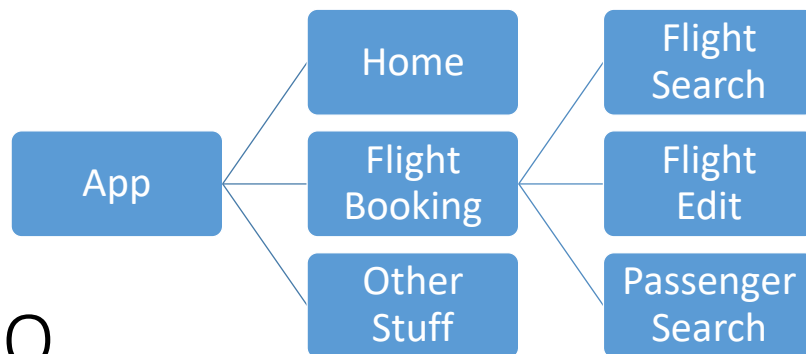 Home
Flight
Search
App
Flight
Booking
Flight
Edit
Other
Stuff
Passenger
Search